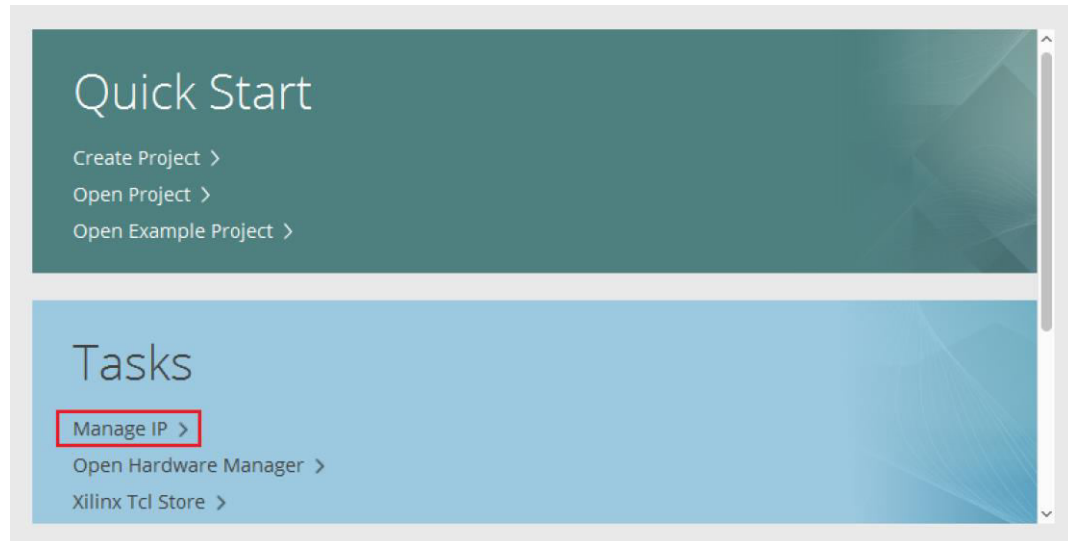 Quick Start
Create Project >
Open Project >
Open Example Project >
Tasks
Manage IP >
Open Hardware Manager >
Xilinx Tcl Store >